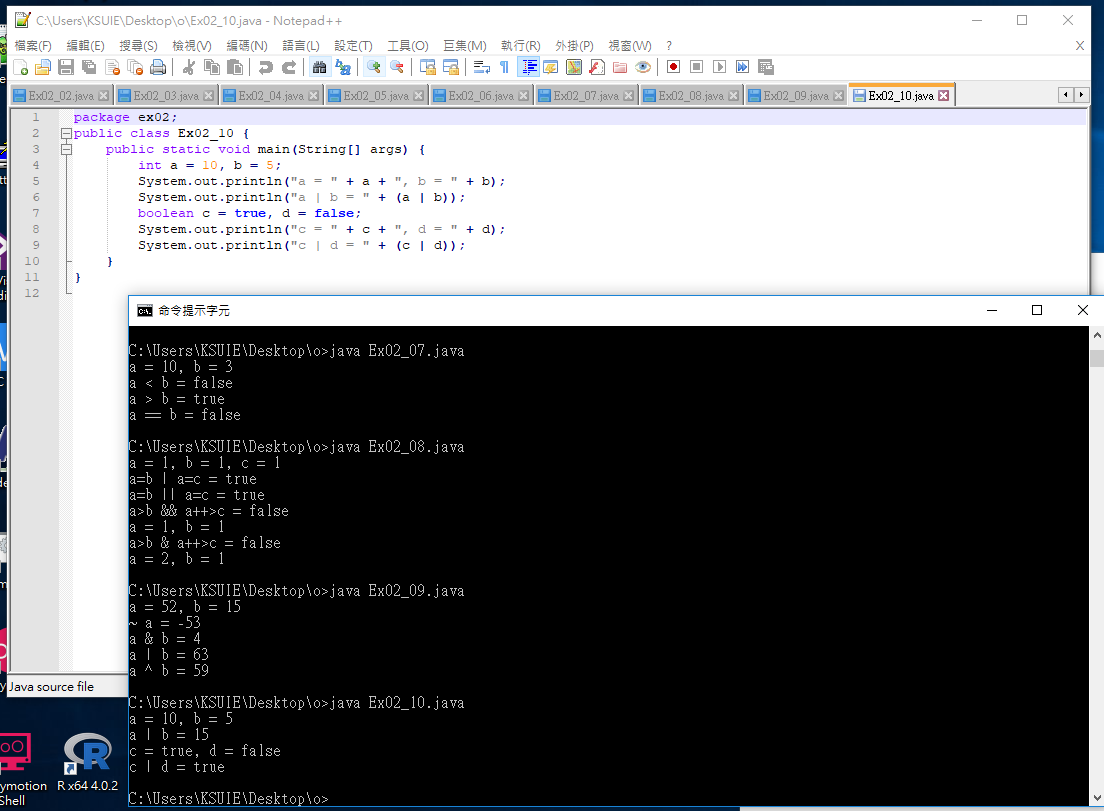 C:\Users\KSUIE\Desktop\o\Ex02_10.java - Notepad++
檔案(F) 編輯(E) 搜尋(S) 檢視(V) 編碼(N) 語言(L) 設定(T) 工具(O) 巨集(M) 執行(R) 外掛(P) 視窗(W) ? X
Ex02_02.java Ex02_03.java Ex02_04.java Ex02_05.java Ex02_06.java Ex02_07.java Ex02_08.java Ex02_09.java Ex02_10.java
1 package ex02;
2 public class Ex02_10 {
3 public static void main(String[] args) {
4 int a = 10, b = 5;
5 System.out.println("a = " + a + ", b = " + b);
6 System.out.println("a | b = " + (a | b));
7 boolean c = true, d = false;
8 System.out.println("c = " + c + ", d = " + d);
9 System.out.println("c | d = " + (c | d));
10 }
11 }
12
命令提示字元
C:\Users\KSUIE\Desktop\o>java Ex02_07.java
a = 10, b = 3
a < b = false
a > b = true
a == b = false
C:\Users\KSUIE\Desktop\o>java Ex02_08.java
a = 1, b = 1, c = 1
a=b | a=c = true
a=b || a=c = true
a>b && a++>c = false
a = 1, b = 1
a>b & a++>c = false
a = 2, b = 1
C:\Users\KSUIE\Desktop\o>java Ex02_09.java
a = 52, b = 15
~ a = -53
a & b = 4
a | b = 63
a ^ b = 59
C:\Users\KSUIE\Desktop\o>java Ex02_10.java
a = 10, b = 5
a | b = 15
c = true, d = false
c | d = true
C:\Users\KSUIE\Desktop\o>
Java source file
ymotion
Shell
R x64 4.0.2